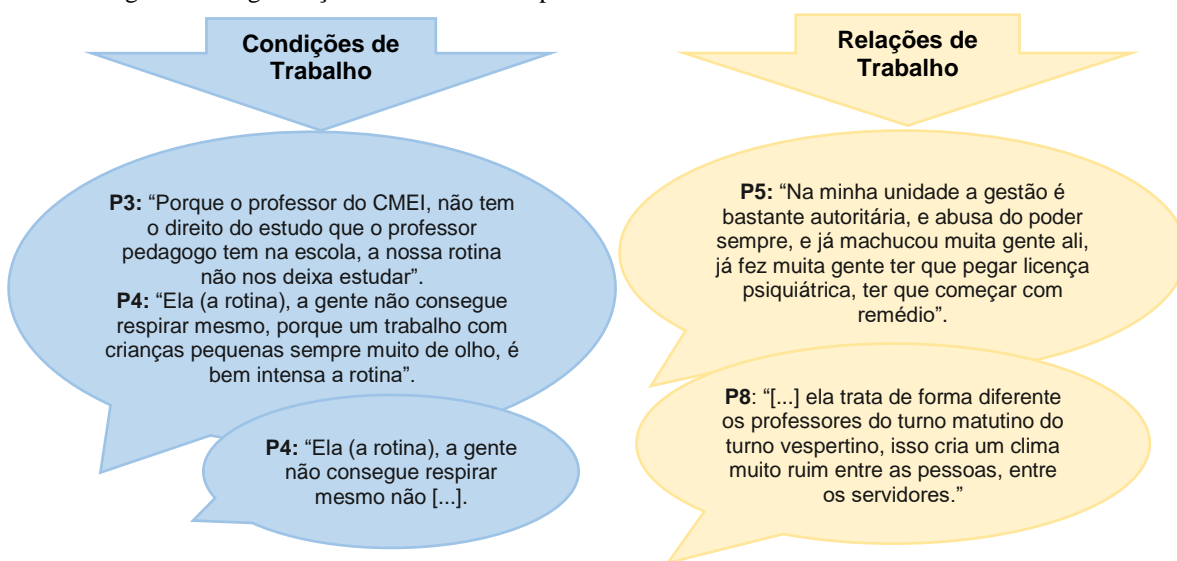 Condições de
Trabalho
P3: “Porque o professor do CMEI, não tem
o direito do estudo que o professor
pedagogo tem na escola, a nossa rotina
não nos deixa estudar”.
P4: “Ela (a rotina), a gente não consegue
respirar mesmo, porque um trabalho com
crianças pequenas sempre muito de olho, é
bem intensa a rotina”.
P4: “Ela (a rotina), a gente
não consegue respirar
mesmo não [...].
Relações de
Trabalho
P5: “Na minha unidade a gestão é
bastante autoritária, e abusa do poder
sempre, e já machucou muita gente ali,
já fez muita gente ter que pegar licença
psiquiátrica, ter que começar com
remédio”.
P8: “[...] ela trata de forma diferente
os professores do turno matutino do
turno vespertino, isso cria um clima
muito ruim entre as pessoas, entre
os servidores.”